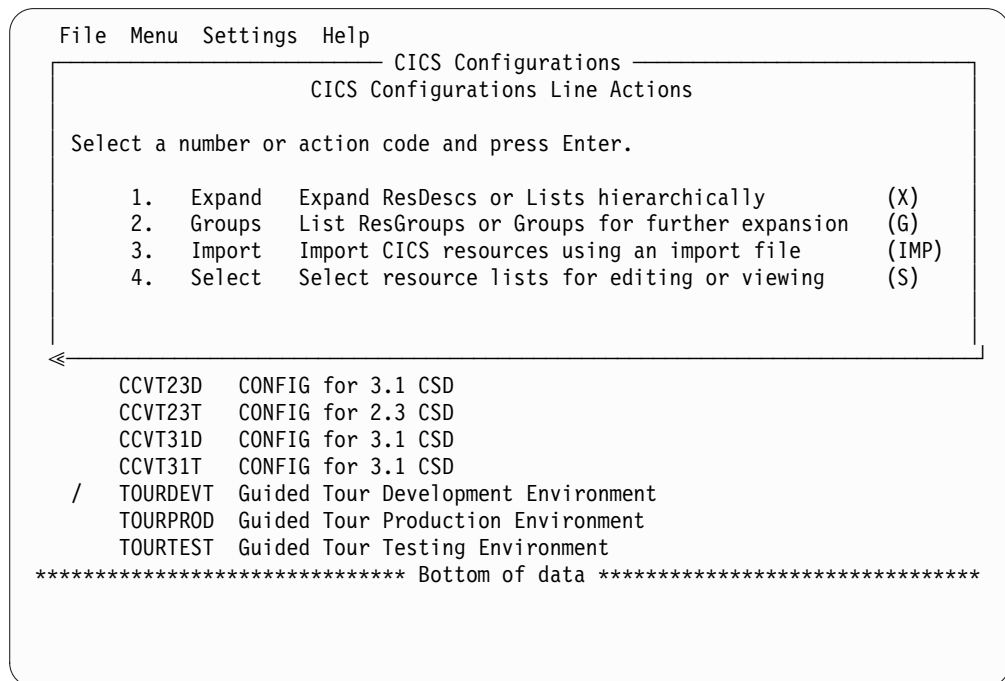 File Menu Settings Help
CICS Configurations
CICS Configurations Line Actions
Select a number or action code and press Enter.
1. Expand Expand ResDescs or Lists hierarchically (X)
2. Groups List ResGroups or Groups for further expansion (G)
3. Import Import CICS resources using an import file (IMP)
4. Select Select resource lists for editing or viewing (S)
CCVT23D CONFIG for 3.1 CSD
CCVT23T CONFIG for 2.3 CSD
CCVT31D CONFIG for 3.1 CSD
CCVT31T CONFIG for 3.1 CSD
/ TOURDEVT Guided Tour Development Environment
TOURPROD Guided Tour Production Environment
TOURTEST Guided Tour Testing Environment
******************************* Bottom of data ********************************